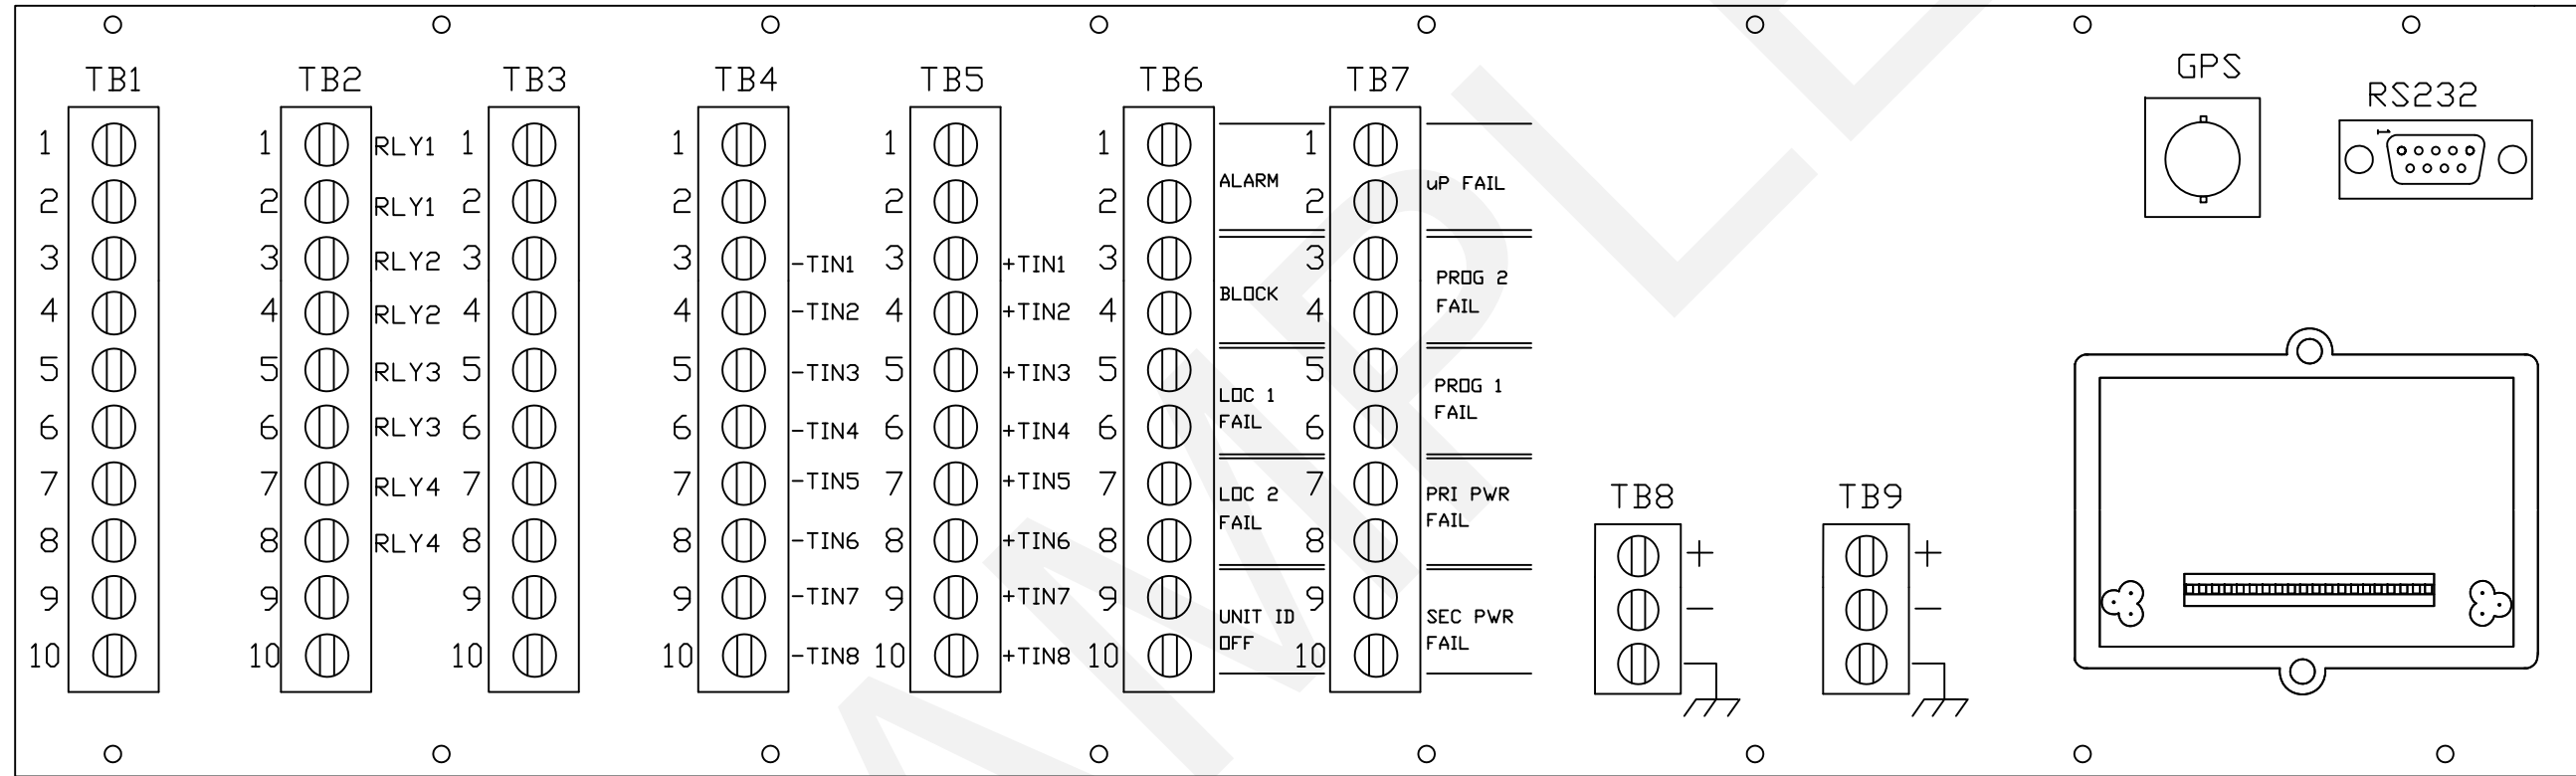 TB1
1
2
3
4
5
6
7
8
9
10
TB2
1 RLY1
2 RLY1
3 RLY2
4 RLY2
5 RLY3
6 RLY3
7 RLY4
8 RLY4
9
10
TB3
1
2
3
4
5
6
7
8
9
10
TB4
1
2
3 -TIN1
4 -TIN2
5 -TIN3
6 -TIN4
7 -TIN5
8 -TIN6
9 -TIN7
10 -TIN8
TB5
1
2
3 +TIN1
4 +TIN2
5 +TIN3
6 +TIN4
7 +TIN5
8 +TIN6
9 +TIN7
10 +TIN8
TB6
1
ALARM
2
3
BLOCK
4
5
LOC 1
FAIL
6
7
LOC 2
FAIL
8
9
UNIT ID
OFF
10
TB7
1
uP FAIL
2
3
PROG 2
FAIL
4
5
PROG 1
FAIL
6
7
PRI PWR
FAIL
8
9
SEC PWR
FAIL
10
TB8
+
-
TB9
+
-
GPS
RS232
1